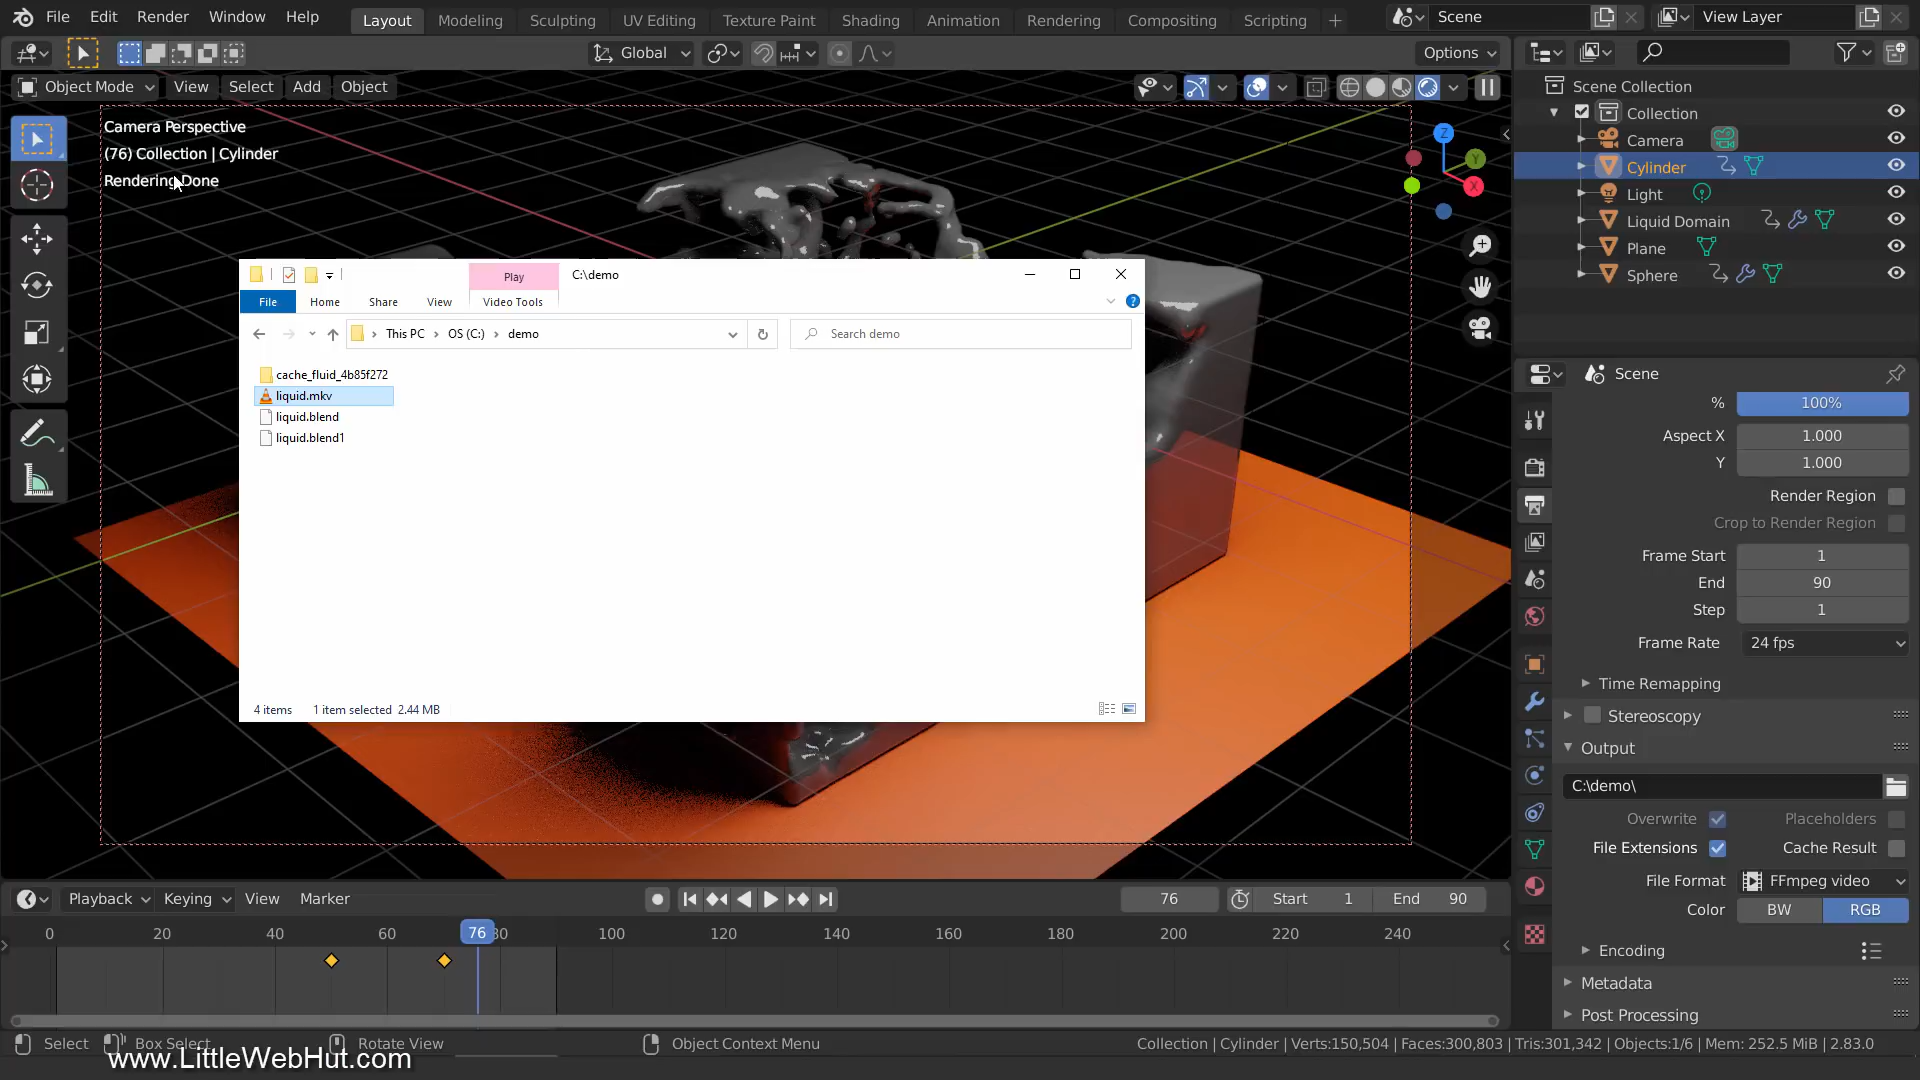 File Edit Render Window Help Layout Modeling Sculpting UV Editing Texture Paint Shading Animation Rendering Compositing Scripting Scene View Layer
Global Options
Object Mode View Select Add Object
Camera Perspective
(76) Collection | Cylinder
Rendering Done
Scene Collection
Collection
Camera
Cylinder
Light
Liquid Domain
Plane
Sphere
Play C:\demo
File Home Share View Video Tools
This PC OS (C:) demo Search demo
cache_fluid_4b85f272
liquid.mkv
liquid.blend
liquid.blend1
4 items 1 item selected 2.44 MB
Z
Y
X
Scene
% 100%
Aspect X 1.000
Y 1.000
Render Region
Crop to Render Region
Frame Start 1
End 90
Step 1
Frame Rate 24 fps
Time Remapping
Stereoscopy
Output
C:\demo\
Overwrite Placeholders
File Extensions Cache Result
File Format FFmpeg video
Color BW RGB
Encoding
Metadata
Post Processing
Playback Keying View Marker 76 Start 1 End 90
0 20 40 60 76 80 100 120 140 160 180 200 220 240
Select Box Select Rotate View Object Context Menu Collection | Cylinder | Verts:150,504 | Faces:300,803 | Tris:301,342 | Objects:1/6 | Mem: 252.5 MiB | 2.83.0
www.LittleWebHut.com